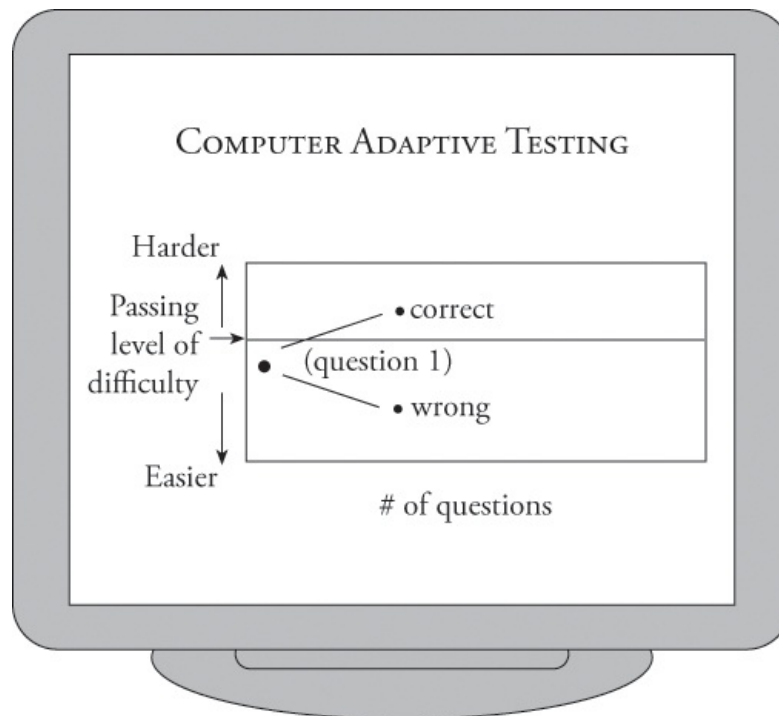 COMPUTER ADAPTIVE TESTING
Harder
Passing
level of
difficulty
Easier
correct
(question 1)
wrong
# of questions